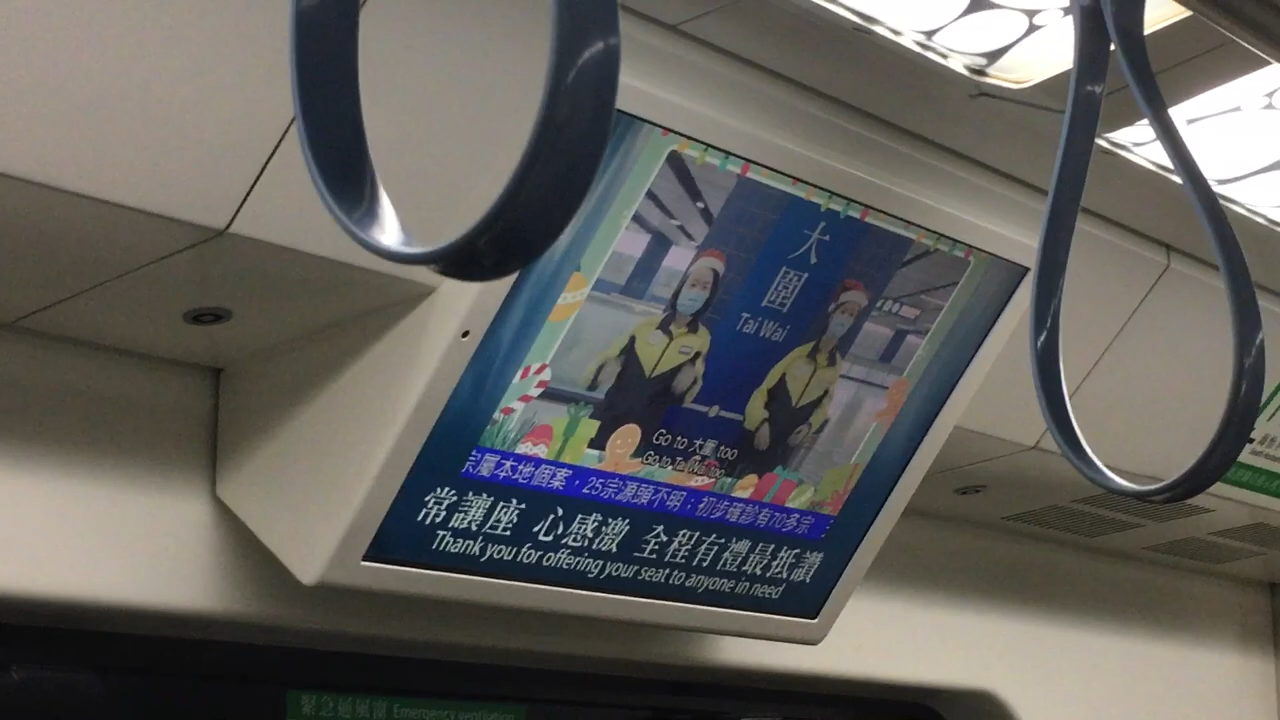 大
圍
Tai Wai
Go to 大圍 too
Go to Tai Wai too
宗屬本地個案，25宗源頭不明；初步確診有70多宗
常讓座 心感激 全程有禮最抵讚
Thank you for offering your seat to anyone in need
緊急通風窗 Emergency ventilation